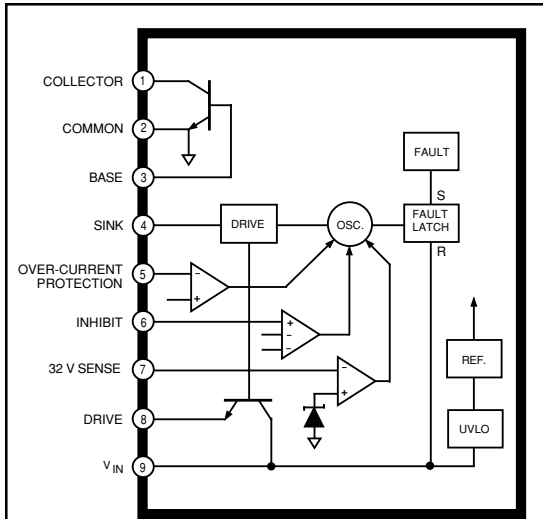 COLLECTOR 1
COMMON 2
FAULT
BASE 3
S
SINK 4
DRIVE
OSC.
FAULT
LATCH
R
OVER-CURRENT
PROTECTION 5
- 
+
INHIBIT 6
+
-
-
32 V SENSE 7
-
+
REF.
DRIVE 8
UVLO
V IN 9